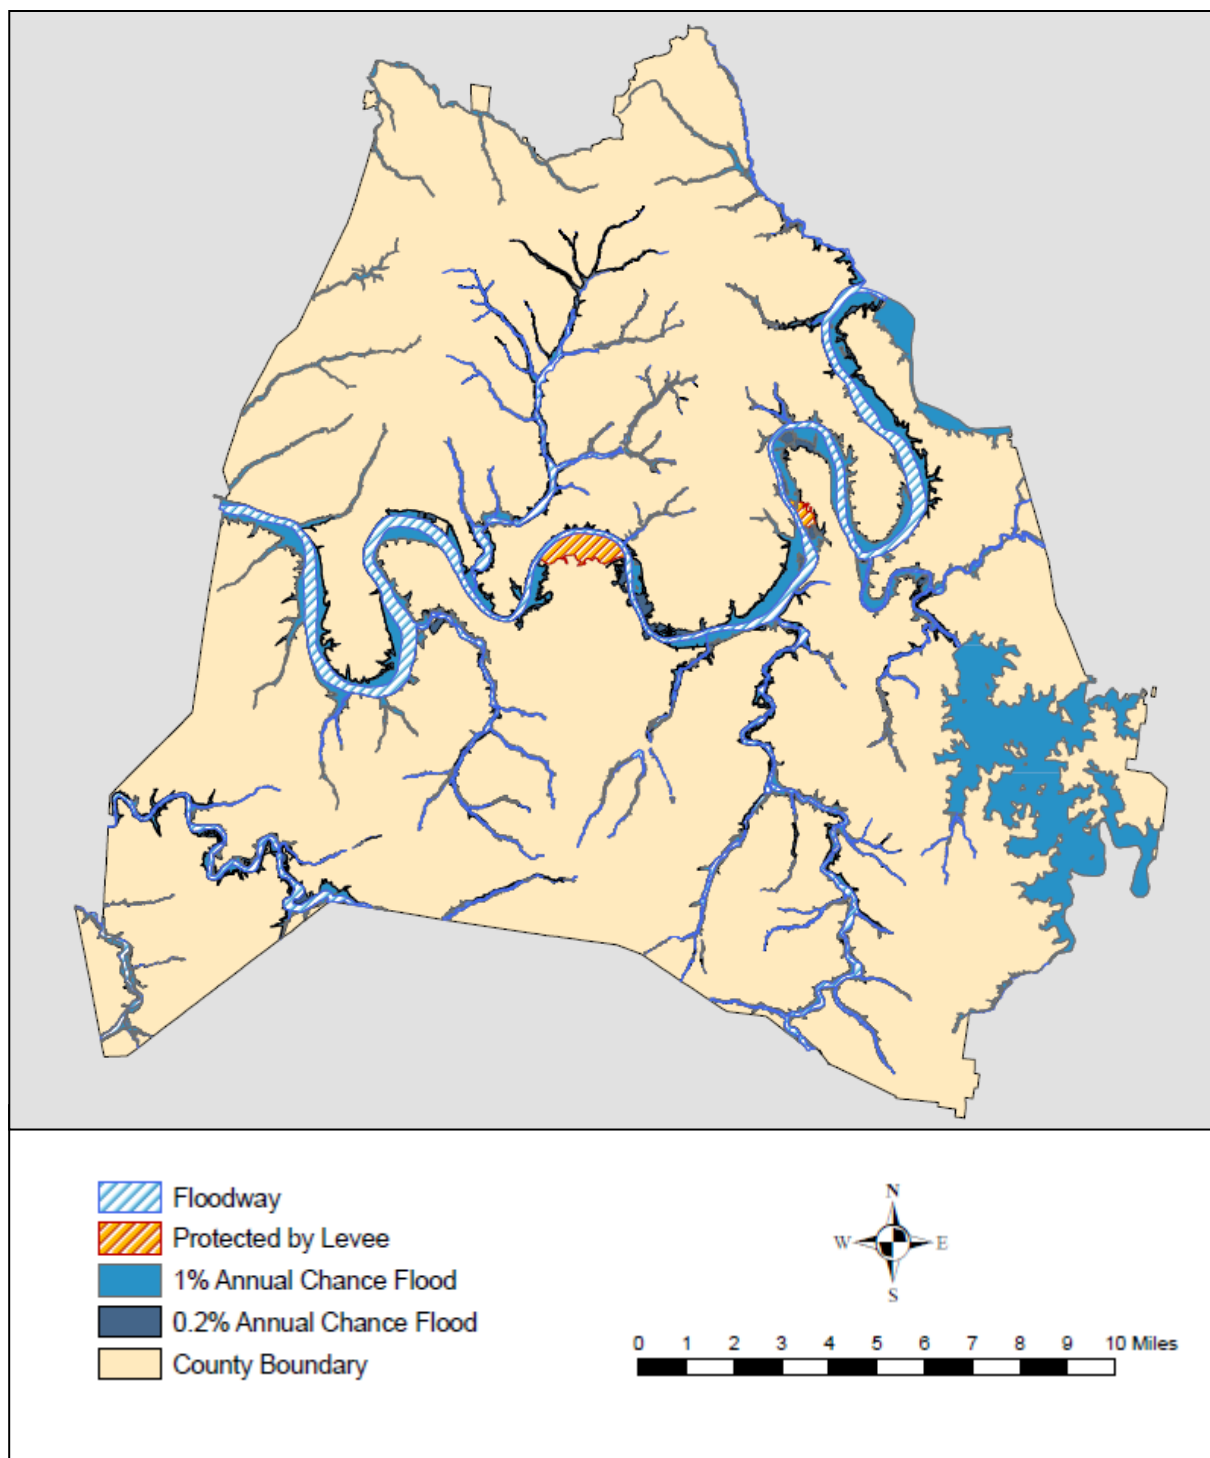 Floodway
Protected by Levee
1% Annual Chance Flood
0.2% Annual Chance Flood
County Boundary
N
W E
S
0 1 2 3 4 5 6 7 8 9 10 Miles